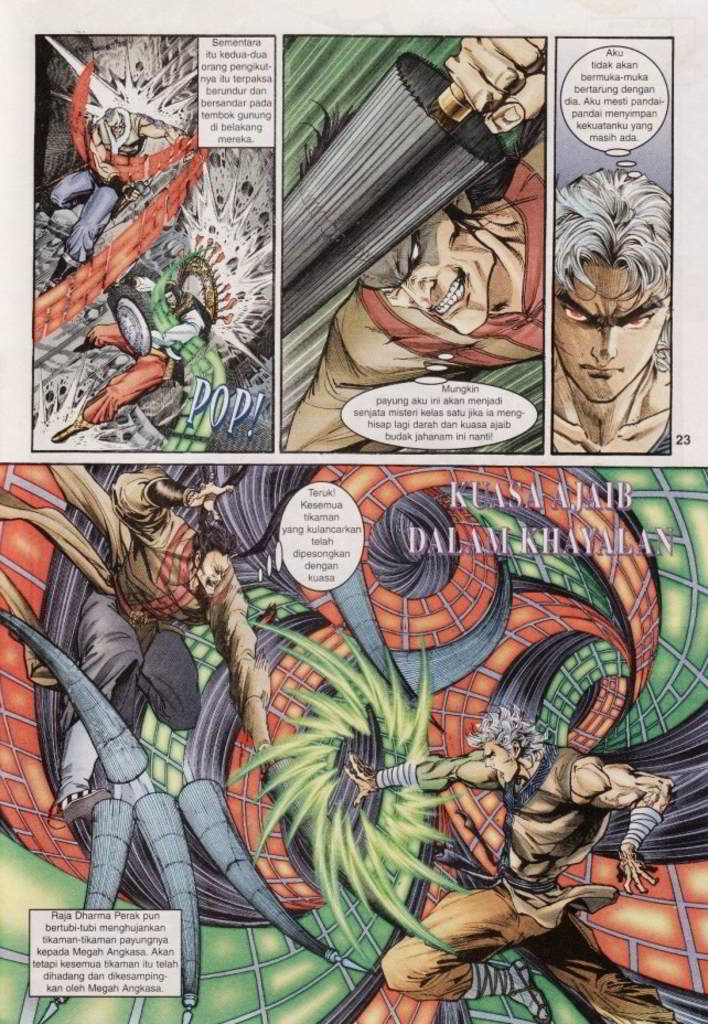 Sementara
itu kedua-dua
orang pengikut-
nya itu terpaksa
berundur dan
bersandar pada
tembok gunung
di belakang
mereka.
POP!
Mungkin
payung aku ini akan menjadi
senjata misteri kelas satu jika ia meng-
hisap lagi darah dan kuasa ajaib
budak jahanam ini nanti!
Aku
tidak akan
bermuka-muka
bertarung dengan
dia. Aku mesti pandai-
pandai menyimpan
kekuatanku yang
masih ada.
23
Teruk!
Kesemua
tikaman
yang kulancarkan
telah
dipesongkan
dengan
kuasa
KUASA AJAIB
DALAM KHAYALAN
Raja Dharma Perak pun
bertubi-tubi menghujankan
tikaman-tikaman payungnya
kepada Megah Angkasa. Akan
tetapi kesemua tikaman itu telah
dihadang dan dikesamping-
kan oleh Megah Angkasa.